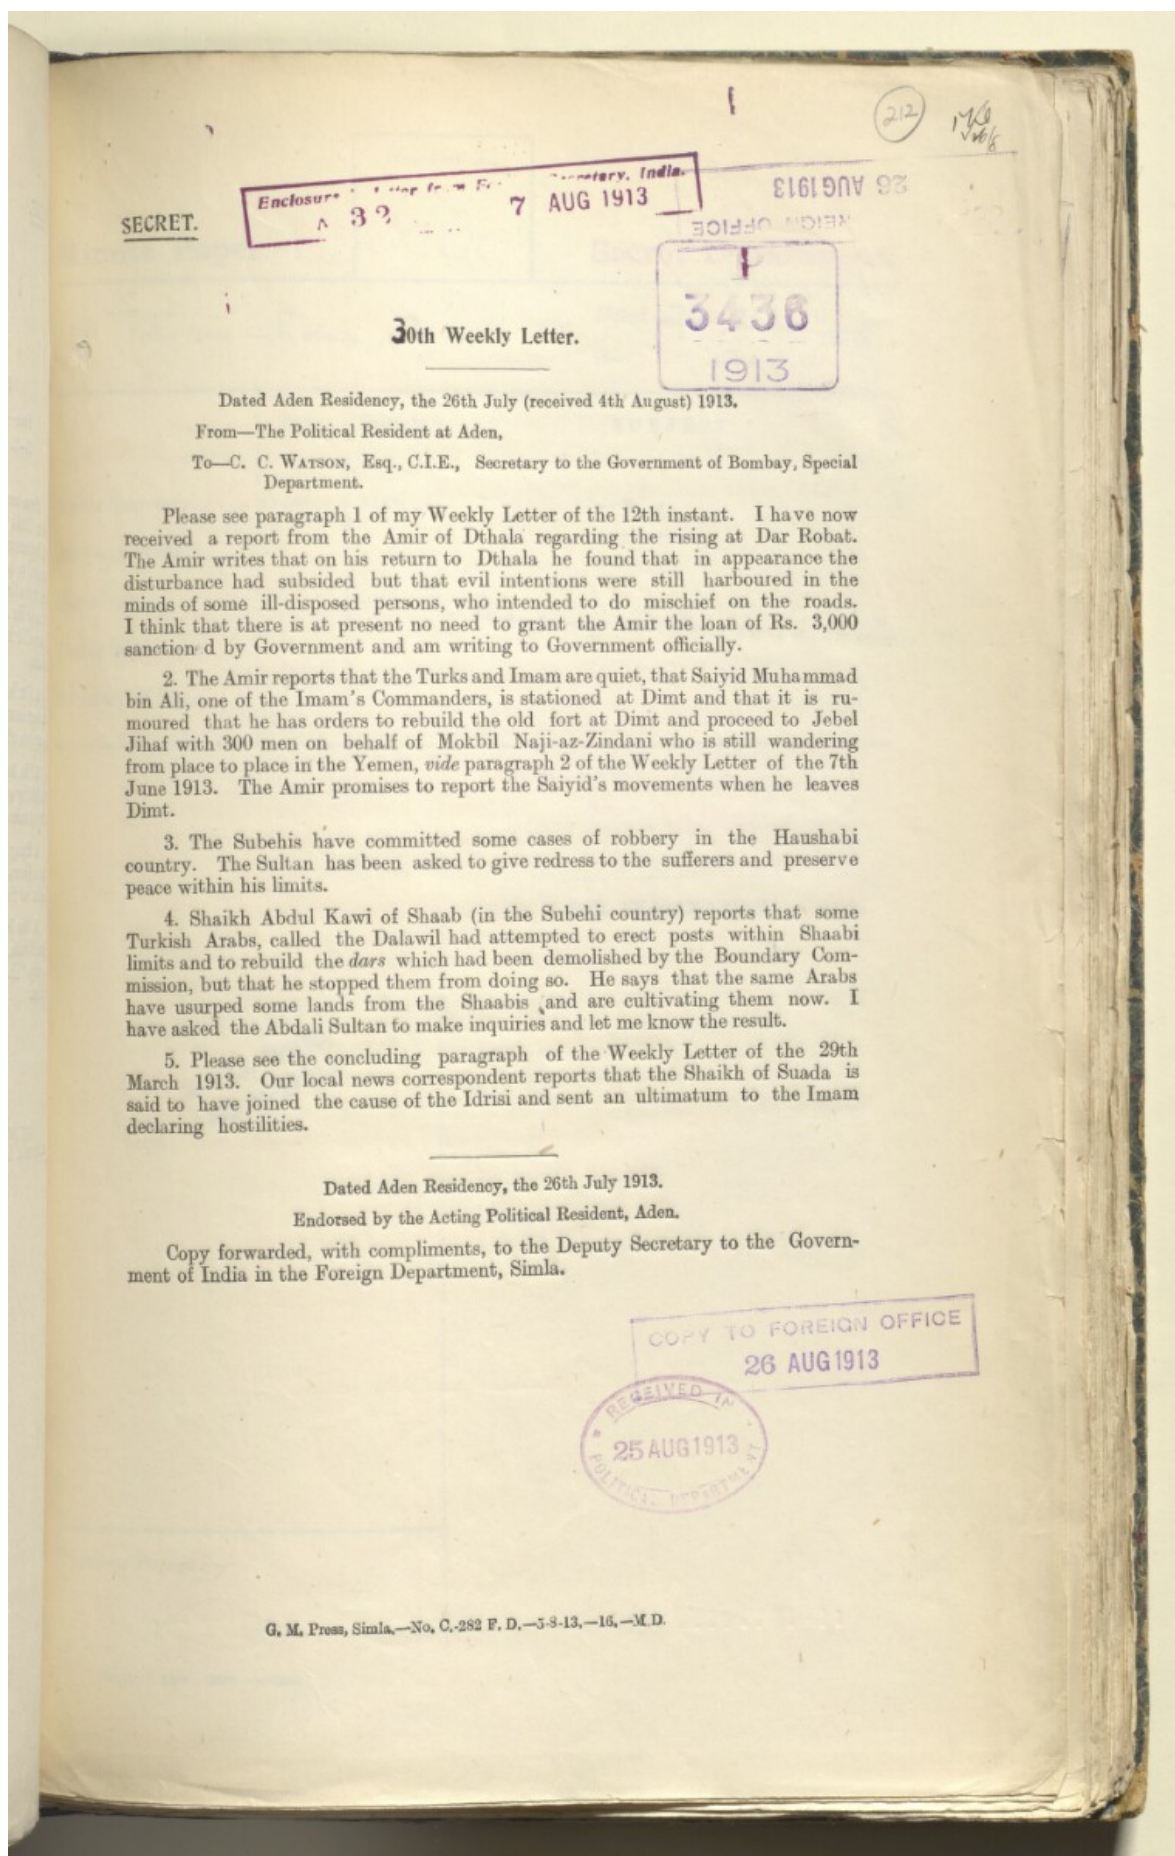 212
SECRET.
Enclosure
India.
32
7 AUG 1913
26 AUG 1913
OFFICE
3436
1913
30th Weekly Letter.
Dated Aden Residency, the 26th July (received 4th August) 1913.
From—The Political Resident at Aden,
To—C. C. WATSON, Esq., C.I.E., Secretary to the Government of Bombay, Special
Department.
Please see paragraph 1 of my Weekly Letter of the 12th instant. I have now
received a report from the Amir of Dthala regarding the rising at Dar Robat.
The Amir writes that on his return to Dthala he found that in appearance the
disturbance had subsided but that evil intentions were still harboured in the
minds of some ill-disposed persons, who intended to do mischief on the roads.
I think that there is at present no need to grant the Amir the loan of Rs. 3,000
sanction d by Government and am writing to Government officially.
2. The Amir reports that the Turks and Imam are quiet, that Saiyid Muhammad
bin Ali, one of the Imam's Commanders, is stationed at Dimt and that it is ru-
moured that he has orders to rebuild the old fort at Dimt and proceed to Jebel
Jihaf with 300 men on behalf of Mokbil Naji-az-Zindani who is still wandering
from place to place in the Yemen, vide paragraph 2 of the Weekly Letter of the 7th
June 1913. The Amir promises to report the Saiyid's movements when he leaves
Dimt.
3. The Subehis have committed some cases of robbery in the Haushabi
country. The Sultan has been asked to give redress to the sufferers and preserve
peace within his limits.
4. Shaikh Abdul Kawi of Shaab (in the Subehi country) reports that some
Turkish Arabs, called the Dalawil had attempted to erect posts within Shaabi
limits and to rebuild the dars which had been demolished by the Boundary Com-
mission, but that he stopped them from doing so. He says that the same Arabs
have usurped some lands from the Shaabis and are cultivating them now. I
have asked the Abdali Sultan to make inquiries and let me know the result.
5. Please see the concluding paragraph of the Weekly Letter of the 29th
March 1913. Our local news correspondent reports that the Shaikh of Suada is
said to have joined the cause of the Idrisi and sent an ultimatum to the Imam
declaring hostilities.
Dated Aden Residency, the 26th July 1913.
Endorsed by the Acting Political Resident, Aden.
Copy forwarded, with compliments, to the Deputy Secretary to the Govern-
ment of India in the Foreign Department, Simla.
COPY TO FOREIGN OFFICE
26 AUG 1913
RECEIVED IN
25 AUG 1913
POLITICAL DEPARTMENT
G. M. Press, Simla.—No. C.-282 F. D.—5-8-13.—16.—M.D.